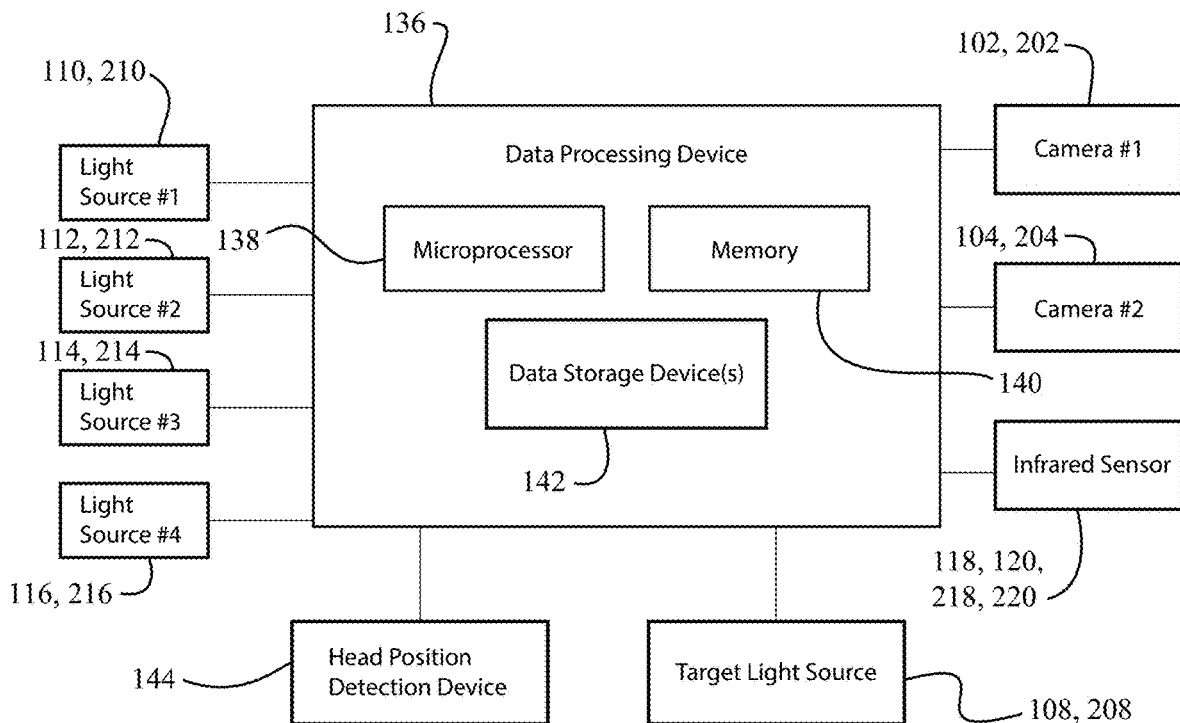 136
110, 210
102, 202
Light
Source #1
Data Processing Device
Camera #1
112, 212
138
Microprocessor
Memory
104, 204
Light
Source #2
Camera #2
114, 214
Light
Source #3
Data Storage Device(s)
140
142
Infrared Sensor
Light
Source #4
116, 216
118, 120,
218, 220
144
Head Position
Detection Device
Target Light Source
108, 208